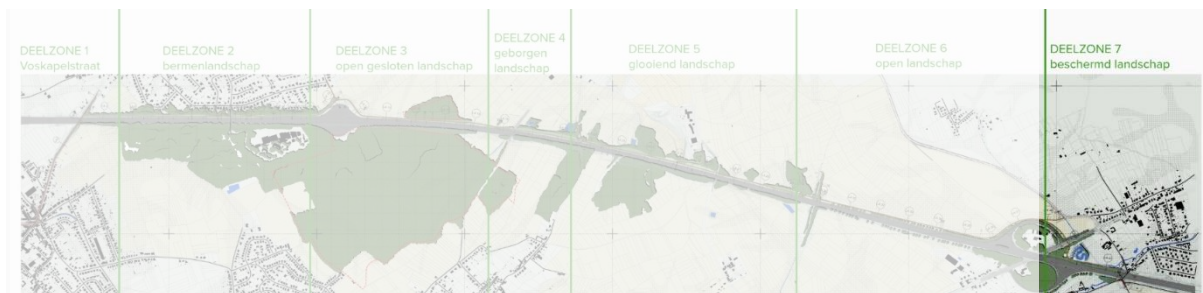 DEELZONE 1
Voskapelstraat
DEELZONE 2
bermenlandschap
DEELZONE 3
open gesloten landschap
DEELZONE 4
geborgen
landschap
DEELZONE 5
glooiend landschap
DEELZONE 6
open landschap
DEELZONE 7
beschermd landschap